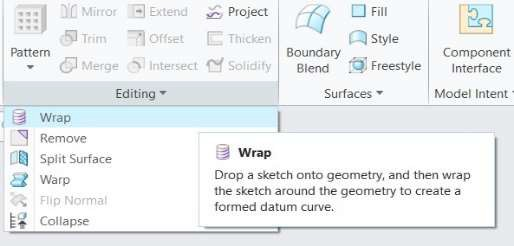 Mirror Extend Project Fill
Trim Offset Thicken Style
Pattern Merge Intersect Solidify Boundary Blend Freestyle Component Interface
Editing Surfaces Model Intent
Wrap
Remove
Split Surface
Warp
Flip Normal
Collapse
Wrap
Drop a sketch onto geometry, and then wrap
the sketch around the geometry to create a
formed datum curve.